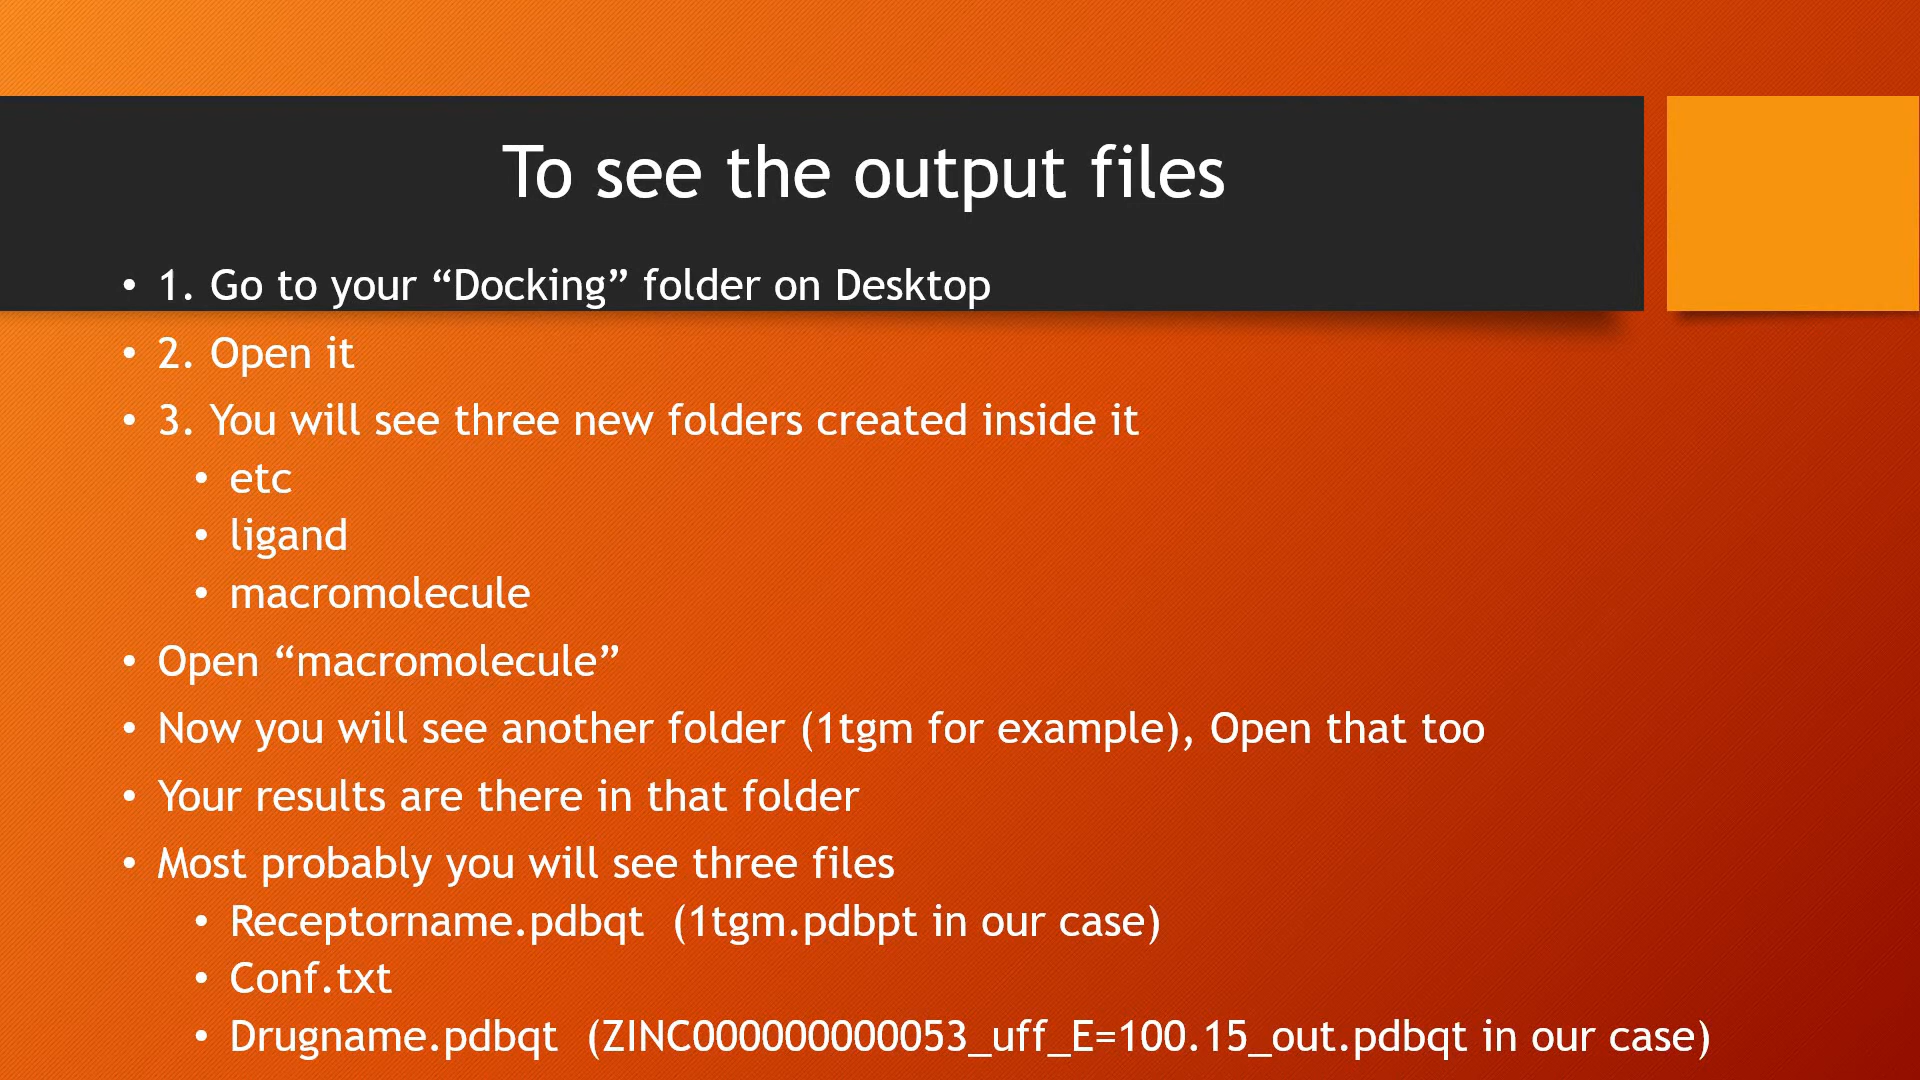 To see the output files
• 1. Go to your “Docking” folder on Desktop
• 2. Open it
• 3. You will see three new folders created inside it
• etc
• ligand
• macromolecule
• Open “macromolecule”
• Now you will see another folder (1tgm for example), Open that too
• Your results are there in that folder
• Most probably you will see three files
• Receptorname.pdbqt (1tgm.pdbpt in our case)
• Conf.txt
• Drugname.pdbqt (ZINC000000000053_uff_E=100.15_out.pdbqt in our case)